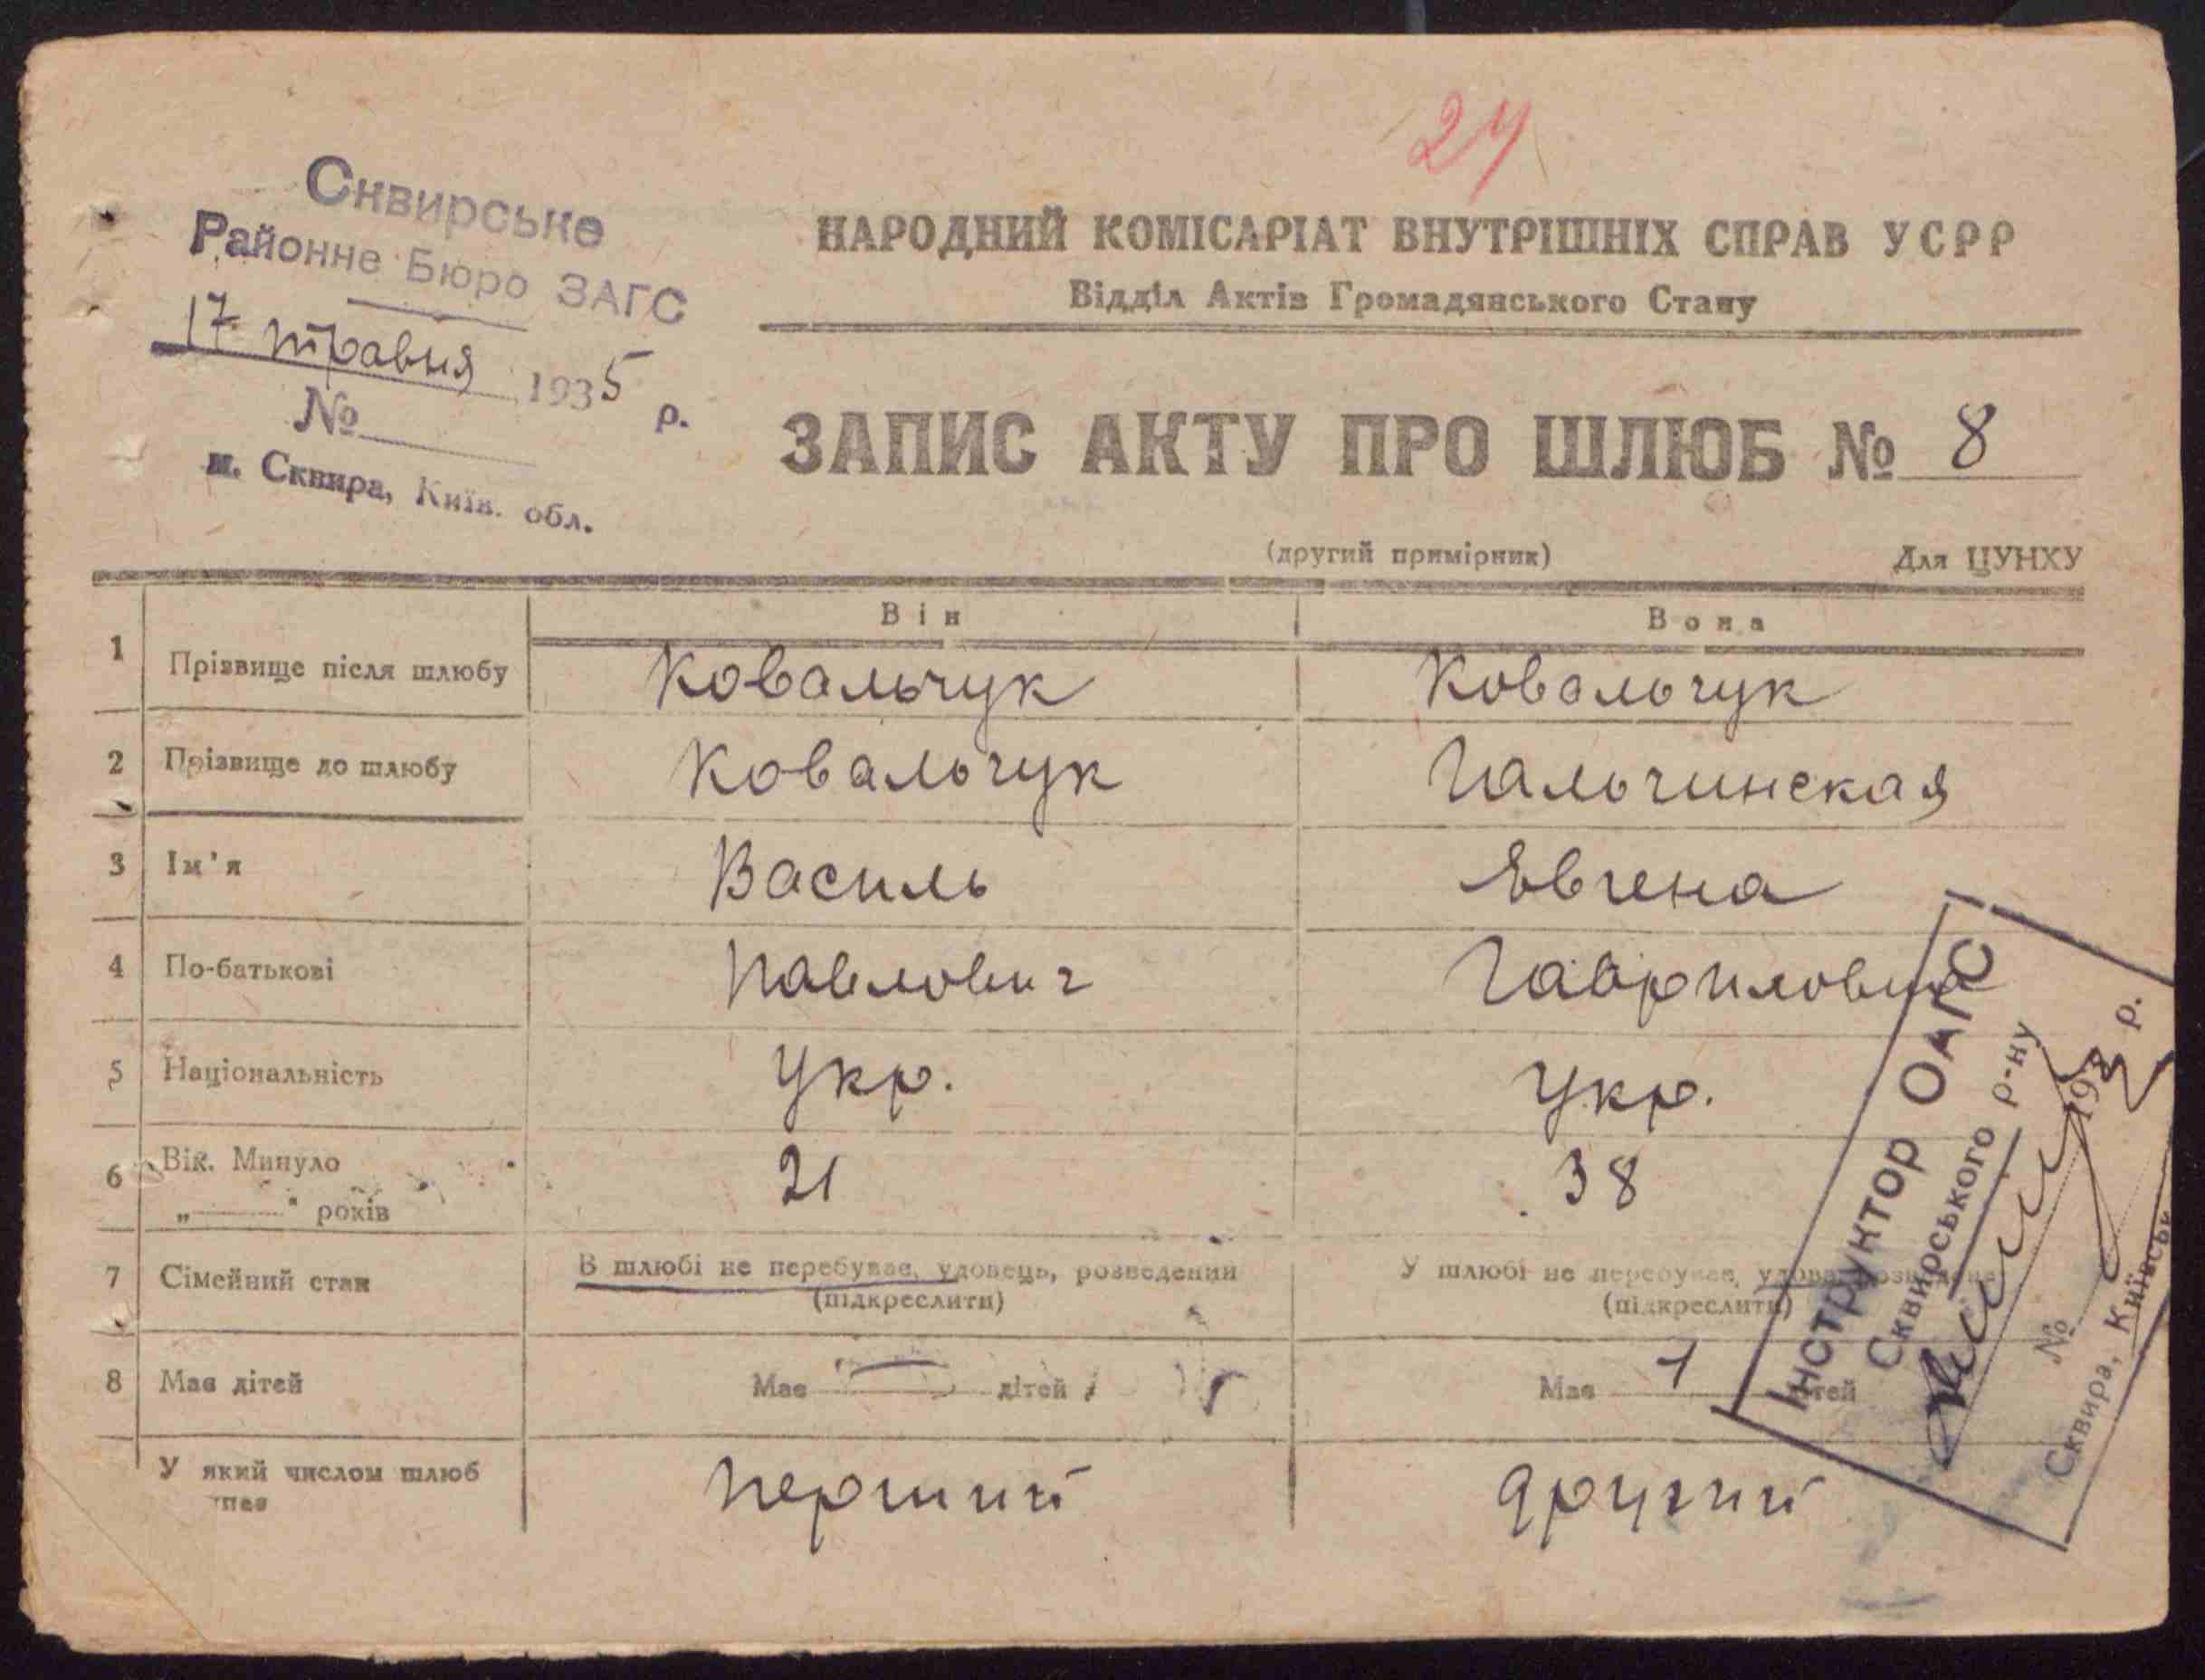 24
Сквирське
Районне Бюро ЗАГС
17 травня 1935 р.
№
м. Сквира, Київ. обл.
НАРОДНИЙ КОМІСАРІАТ ВНУТРІШНІХ СПРАВ УСРР
Відділ Актів Громадянського Стану
ЗАПИС АКТУ ПРО ШЛЮБ № 8
(другий примірник) Для ЦУНХУ
Він Вона
1 Прізвище після шлюбу Ковальчук Ковальчук
2 Прізвище до шлюбу Ковальчук Гальчинская
3 Ім'я Василь Євгена
4 По-батькові Павлович Гавриловна
5 Національність Укр. Укр.
6 Вік. Минуло 21 38
„ “ років
7 Сімейний стан В шлюбі не перебуває, удовець, розведений У шлюбі не перебуває, удова, розведена
(підкреслити) (підкреслити)
8 Має дітей Має — дітей Має 1 дітей
У який числом шлюб перший другий
Інструктор ОАГС
Сквирського р-ну
193 р.
№
Сквира, Київськ